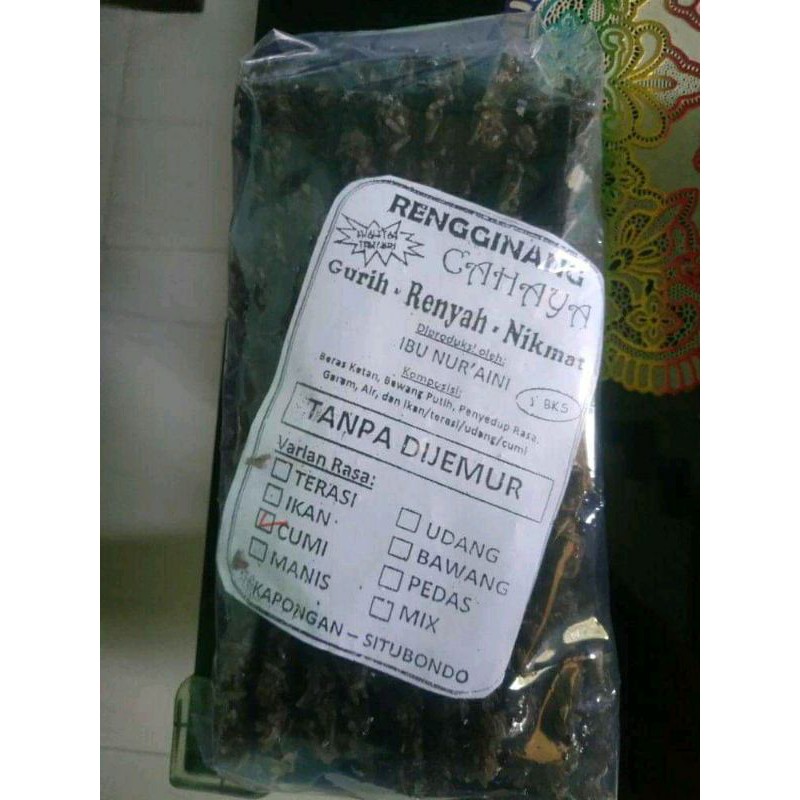 RENGGINANG
CAHAYA
Gurih - Renyah - Nikmat
Diproduksi oleh:
IBU NUR'AINI
Komposisi:
1 BKS
Beras Ketan, Bawang Putih, Penyedup Rasa,
Garam, Air, dan ikan/terasi/udang/cumi
TANPA DIJEMUR
Varian Rasa:
TERASI
IKAN
CUMI
MANIS
UDANG
BAWANG
PEDAS
MIX
KAPONGAN – SITUBONDO